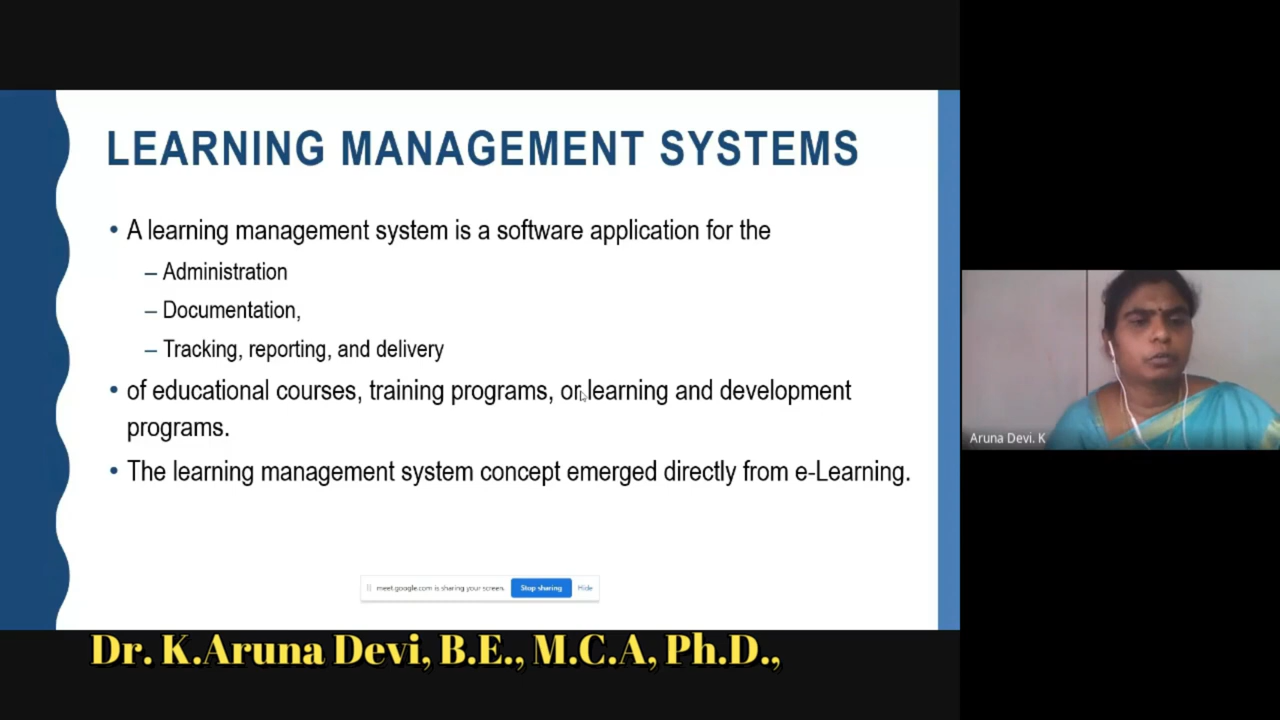 LEARNING MANAGEMENT SYSTEMS
• A learning management system is a software application for the
– Administration
– Documentation,
– Tracking, reporting, and delivery
• of educational courses, training programs, or learning and development
programs.
• The learning management system concept emerged directly from e-Learning.
meet.google.com is sharing your screen. Stop sharing Hide
Aruna Devi. K
Dr. K.Aruna Devi, B.E., M.C.A, Ph.D.,